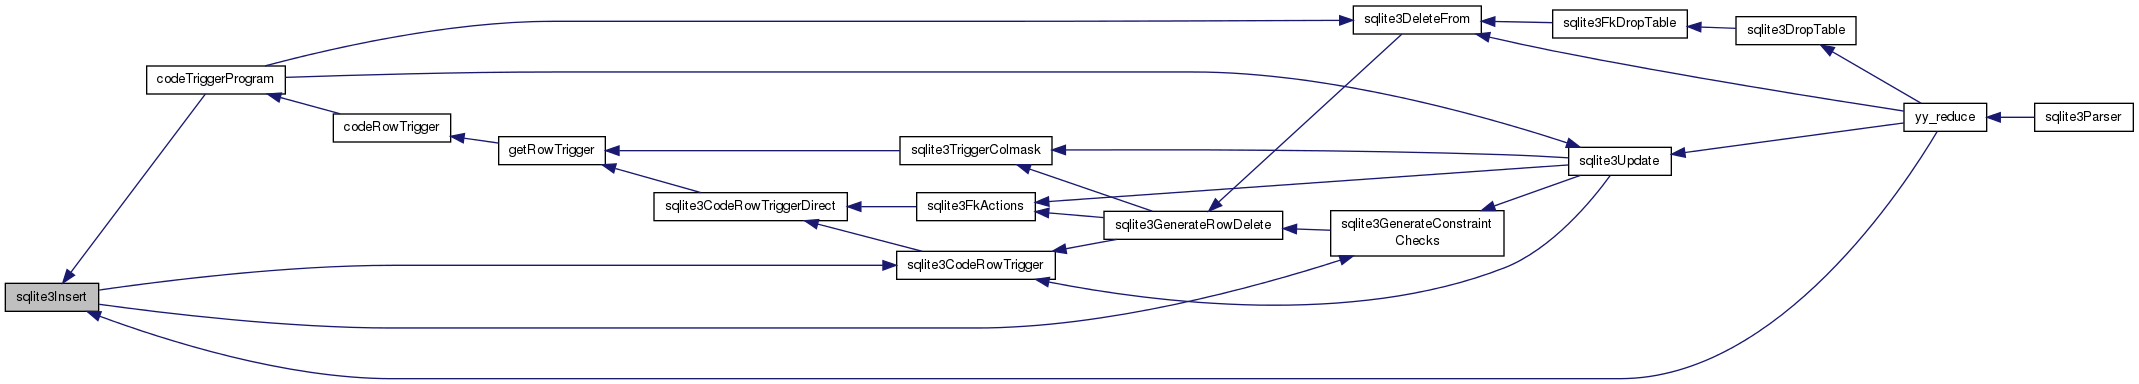 sqlite3DeleteFrom
sqlite3FkDropTable
sqlite3DropTable
codeTriggerProgram
codeRowTrigger
yy_reduce
sqlite3Parser
getRowTrigger
sqlite3TriggerColmask
sqlite3Update
sqlite3CodeRowTriggerDirect
sqlite3FkActions
sqlite3GenerateRowDelete
sqlite3GenerateConstraint
Checks
sqlite3CodeRowTrigger
sqlite3Insert